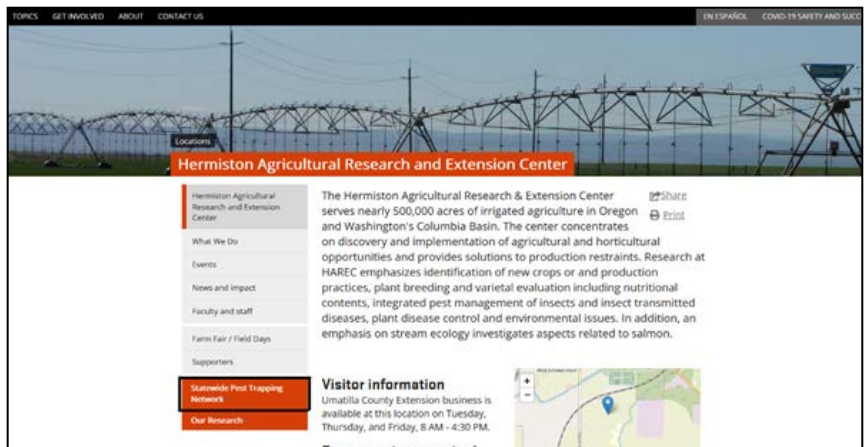 TOPICS GET INVOLVED ABOUT CONTACT US EN ESPAÑOL COVID-19 SAFETY AND SUCC
Locations
Hermiston Agricultural Research and Extension Center
Hermiston Agricultural
Research and Extension
Center
What We Do
Events
News and impact
Faculty and staff
Farm Fair / Field Days
Supporters
Statewide Pest Trapping
Network
Our Research
The Hermiston Agricultural Research & Extension Center
serves nearly 500,000 acres of irrigated agriculture in Oregon
and Washington's Columbia Basin. The center concentrates
on discovery and implementation of agricultural and horticultural
opportunities and provides solutions to production restraints. Research at
HAREC emphasizes identification of new crops or and production
practices, plant breeding and varietal evaluation including nutritional
contents, integrated pest management of insects and insect transmitted
diseases, plant disease control and environmental issues. In addition, an
emphasis on stream ecology investigates aspects related to salmon.
Share
Print
Visitor information
Umatilla County Extension business is
available at this location on Tuesday,
Thursday, and Friday, 8 AM - 4:30 PM.
+
−